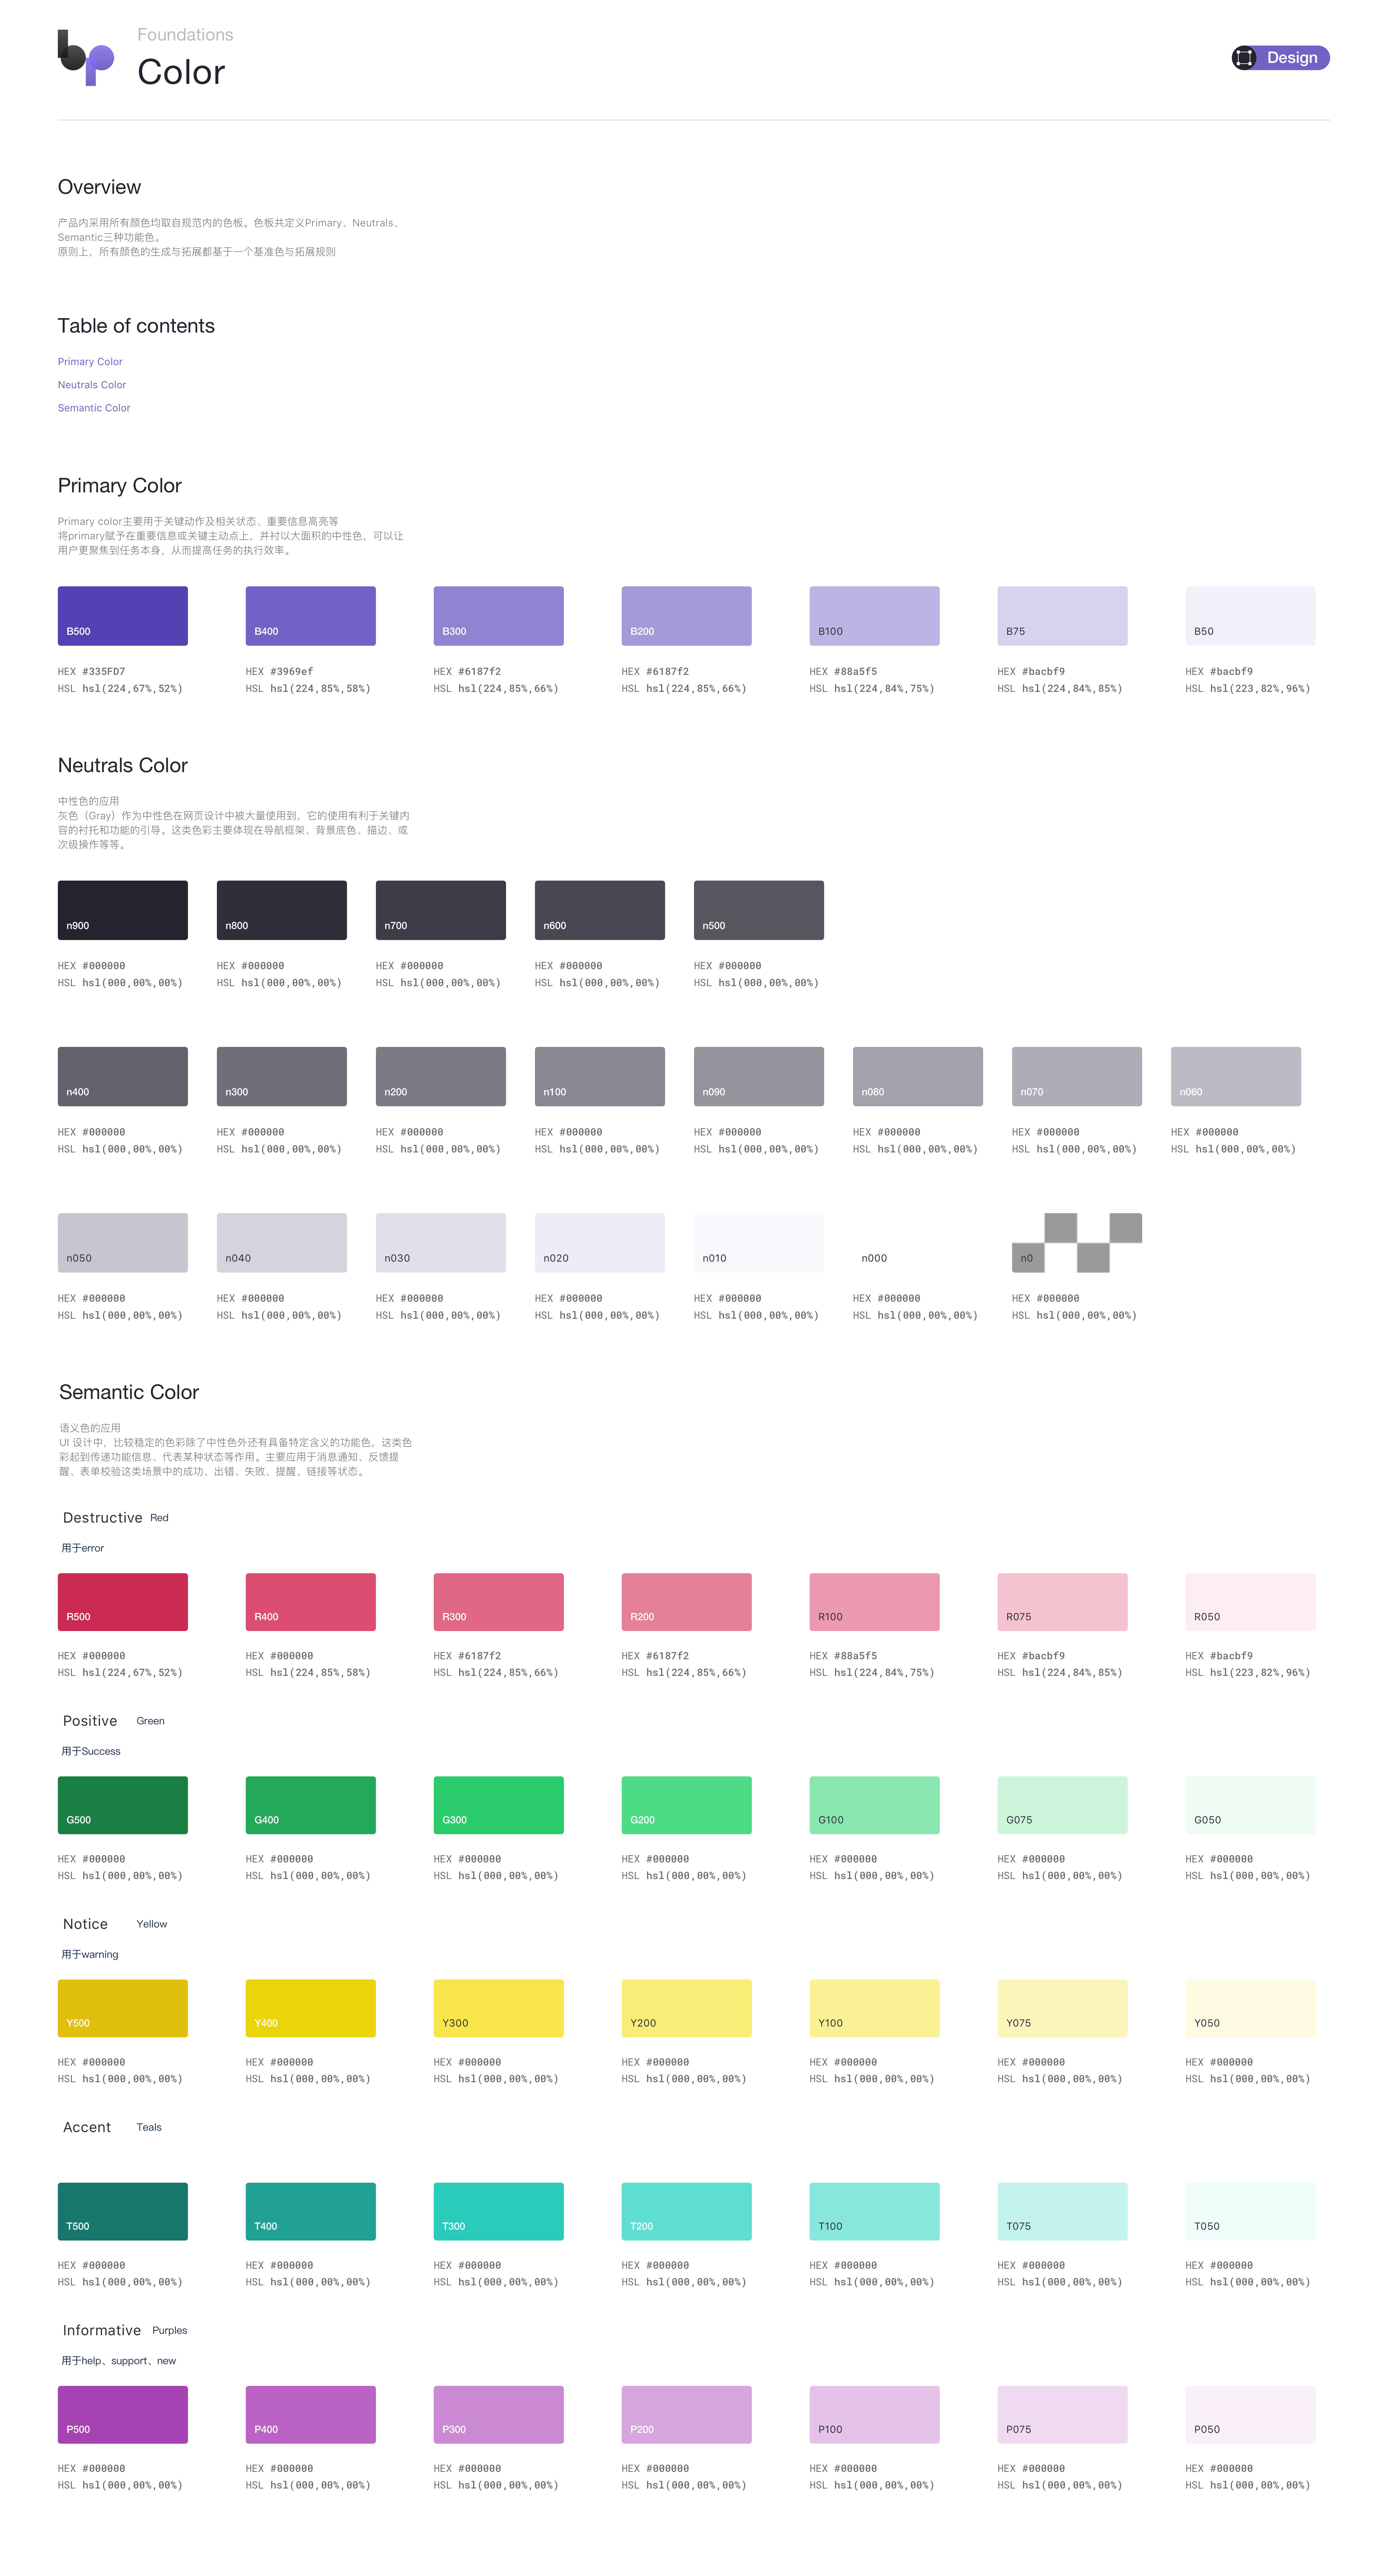 Foundations
Color
Design
Overview
产品内采用所有颜色均取自规范内的色板。色板共定义Primary、Neutrals、
Semantic三种功能色。
原则上，所有颜色的生成与拓展都基于一个基准色与拓展规则
Table of contents
Primary Color
Neutrals Color
Semantic Color
Primary Color
Primary color主要用于关键动作及相关状态、重要信息高亮等
将primary赋予在重要信息或关键主动点上，并衬以大面积的中性色，可以让
用户更聚焦到任务本身，从而提高任务的执行效率。
B500 B400 B300 B200 B100 B75 B50
HEX #335FD7 HEX #3969ef HEX #6187f2 HEX #6187f2 HEX #88a5f5 HEX #bacbf9 HEX #bacbf9
HSL hsl(224,67%,52%) HSL hsl(224,85%,58%) HSL hsl(224,85%,66%) HSL hsl(224,85%,66%) HSL hsl(224,84%,75%) HSL hsl(224,84%,85%) HSL hsl(223,82%,96%)
Neutrals Color
中性色的应用
灰色（Gray）作为中性色在网页设计中被大量使用到，它的使用有利于关键内
容的衬托和功能的引导。这类色彩主要体现在导航框架、背景底色、描边、或
次级操作等等。
n900 n800 n700 n600 n500
HEX #000000 HEX #000000 HEX #000000 HEX #000000 HEX #000000
HSL hsl(000,00%,00%) HSL hsl(000,00%,00%) HSL hsl(000,00%,00%) HSL hsl(000,00%,00%) HSL hsl(000,00%,00%)
n400 n300 n200 n100 n090 n080 n070 n060
HEX #000000 HEX #000000 HEX #000000 HEX #000000 HEX #000000 HEX #000000 HEX #000000 HEX #000000
HSL hsl(000,00%,00%) HSL hsl(000,00%,00%) HSL hsl(000,00%,00%) HSL hsl(000,00%,00%) HSL hsl(000,00%,00%) HSL hsl(000,00%,00%) HSL hsl(000,00%,00%) HSL hsl(000,00%,00%)
n050 n040 n030 n020 n010 n000 n0
HEX #000000 HEX #000000 HEX #000000 HEX #000000 HEX #000000 HEX #000000 HEX #000000
HSL hsl(000,00%,00%) HSL hsl(000,00%,00%) HSL hsl(000,00%,00%) HSL hsl(000,00%,00%) HSL hsl(000,00%,00%) HSL hsl(000,00%,00%) HSL hsl(000,00%,00%)
Semantic Color
语义色的应用
UI 设计中，比较稳定的色彩除了中性色外还有具备特定含义的功能色，这类色
彩起到传递功能信息、代表某种状态等作用。主要应用于消息通知、反馈提
醒、表单校验这类场景中的成功、出错、失败、提醒、链接等状态。
Destructive Red
用于error
R500 R400 R300 R200 R100 R075 R050
HEX #000000 HEX #000000 HEX #6187f2 HEX #6187f2 HEX #88a5f5 HEX #bacbf9 HEX #bacbf9
HSL hsl(224,67%,52%) HSL hsl(224,85%,58%) HSL hsl(224,85%,66%) HSL hsl(224,85%,66%) HSL hsl(224,84%,75%) HSL hsl(224,84%,85%) HSL hsl(223,82%,96%)
Positive Green
用于Success
G500 G400 G300 G200 G100 G075 G050
HEX #000000 HEX #000000 HEX #000000 HEX #000000 HEX #000000 HEX #000000 HEX #000000
HSL hsl(000,00%,00%) HSL hsl(000,00%,00%) HSL hsl(000,00%,00%) HSL hsl(000,00%,00%) HSL hsl(000,00%,00%) HSL hsl(000,00%,00%) HSL hsl(000,00%,00%)
Notice Yellow
用于warning
Y500 Y400 Y300 Y200 Y100 Y075 Y050
HEX #000000 HEX #000000 HEX #000000 HEX #000000 HEX #000000 HEX #000000 HEX #000000
HSL hsl(000,00%,00%) HSL hsl(000,00%,00%) HSL hsl(000,00%,00%) HSL hsl(000,00%,00%) HSL hsl(000,00%,00%) HSL hsl(000,00%,00%) HSL hsl(000,00%,00%)
Accent Teals
T500 T400 T300 T200 T100 T075 T050
HEX #000000 HEX #000000 HEX #000000 HEX #000000 HEX #000000 HEX #000000 HEX #000000
HSL hsl(000,00%,00%) HSL hsl(000,00%,00%) HSL hsl(000,00%,00%) HSL hsl(000,00%,00%) HSL hsl(000,00%,00%) HSL hsl(000,00%,00%) HSL hsl(000,00%,00%)
Informative Purples
用于help、support、new
P500 P400 P300 P200 P100 P075 P050
HEX #000000 HEX #000000 HEX #000000 HEX #000000 HEX #000000 HEX #000000 HEX #000000
HSL hsl(000,00%,00%) HSL hsl(000,00%,00%) HSL hsl(000,00%,00%) HSL hsl(000,00%,00%) HSL hsl(000,00%,00%) HSL hsl(000,00%,00%) HSL hsl(000,00%,00%)